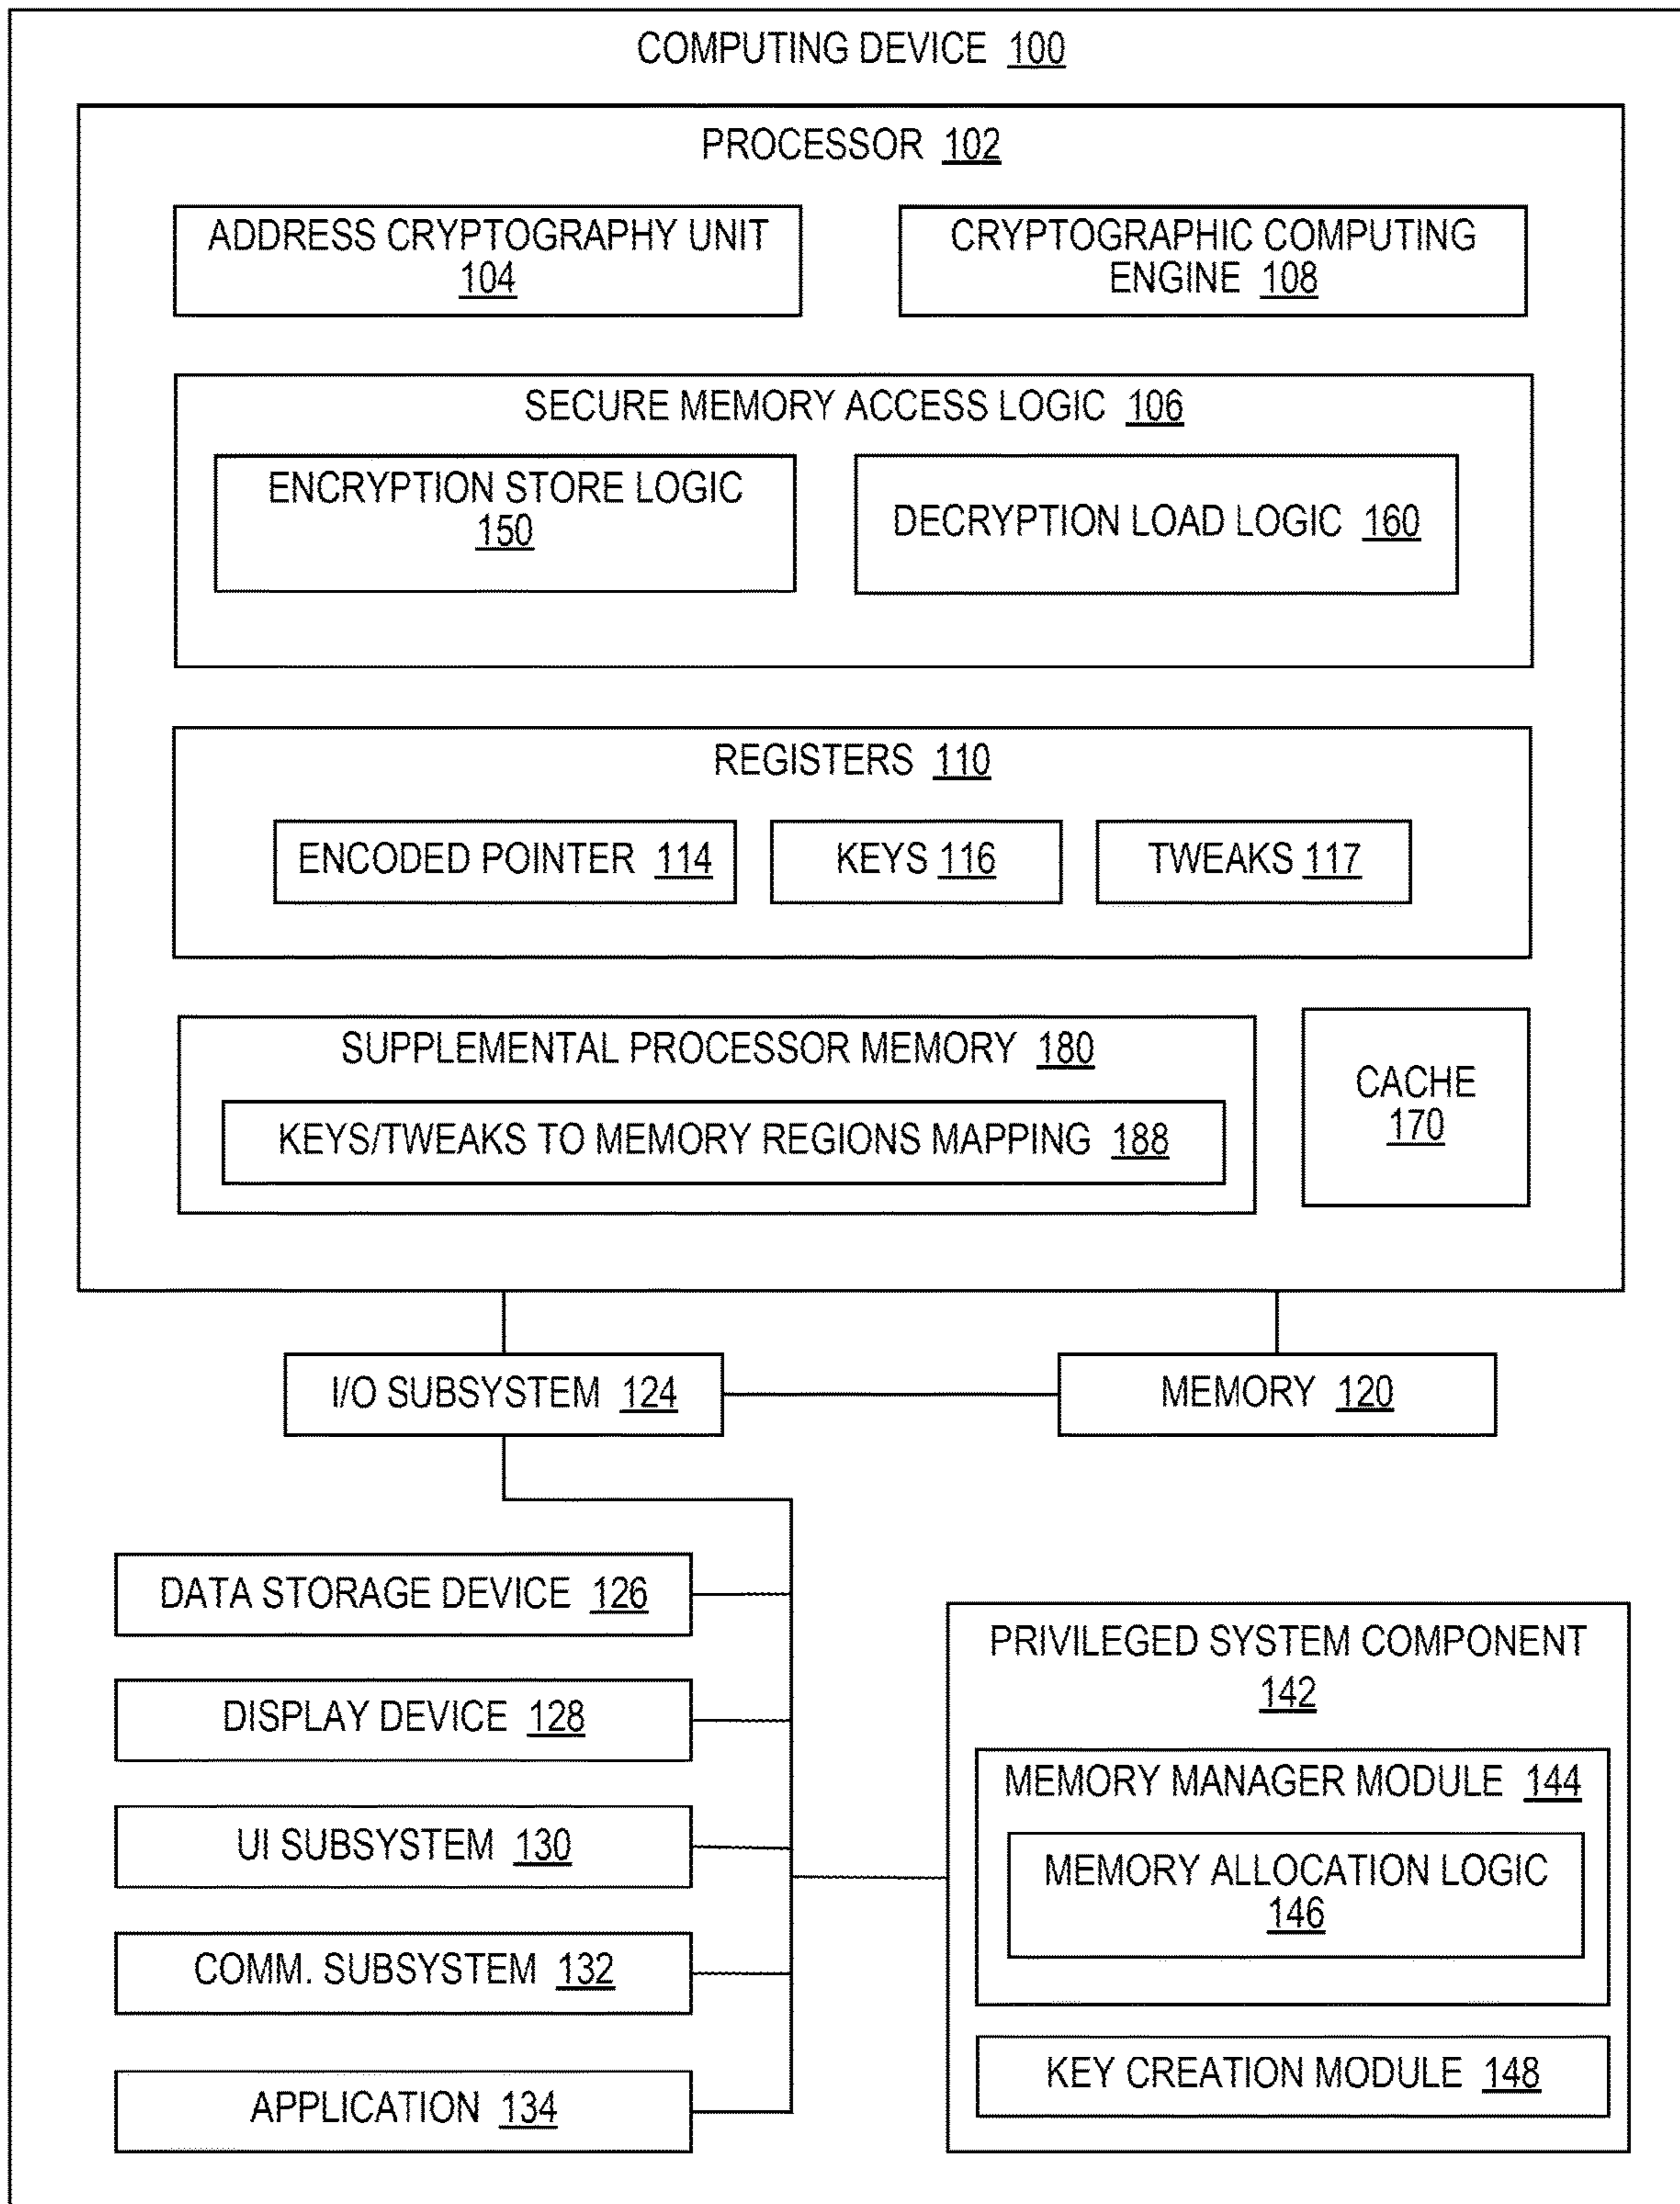 COMPUTING DEVICE 100
PROCESSOR 102
ADDRESS CRYPTOGRAPHY UNIT
104
CRYPTOGRAPHIC COMPUTING
ENGINE 108
SECURE MEMORY ACCESS LOGIC 106
ENCRYPTION STORE LOGIC
150
DECRYPTION LOAD LOGIC 160
REGISTERS 110
ENCODED POINTER 114
KEYS 116
TWEAKS 117
SUPPLEMENTAL PROCESSOR MEMORY 180
KEYS/TWEAKS TO MEMORY REGIONS MAPPING 188
CACHE
170
I/O SUBSYSTEM 124
MEMORY 120
DATA STORAGE DEVICE 126
DISPLAY DEVICE 128
UI SUBSYSTEM 130
COMM. SUBSYSTEM 132
APPLICATION 134
PRIVILEGED SYSTEM COMPONENT
142
MEMORY MANAGER MODULE 144
MEMORY ALLOCATION LOGIC
146
KEY CREATION MODULE 148